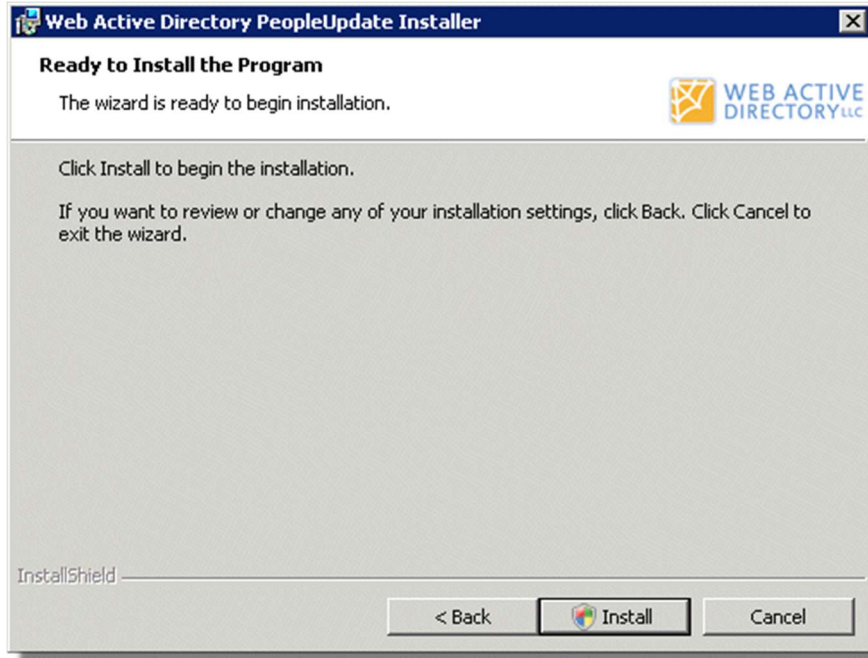 Web Active Directory PeopleUpdate Installer
Ready to Install the Program
The wizard is ready to begin installation.
WEB ACTIVE
DIRECTORY LLC
Click Install to begin the installation.
If you want to review or change any of your installation settings, click Back. Click Cancel to
exit the wizard.
InstallShield
< Back
Install
Cancel